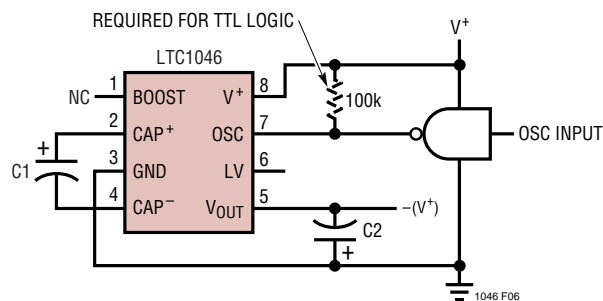 REQUIRED FOR TTL LOGIC
V+
LTC1046
NC 1 BOOST V+ 8
100k
2 CAP+ OSC 7
OSC INPUT
+
C1
3 GND LV 6
4 CAP− VOUT 5
−(V+)
C2
+
1046 F06